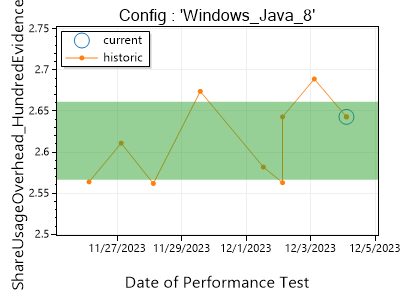 Config : 'Windows_Java_8'
current
historic
ShareUsageOverhead_HundredEvidence
2.75
2.7
2.65
2.6
2.55
2.5
11/27/2023 11/29/2023 12/1/2023 12/3/2023 12/5/2023
Date of Performance Test